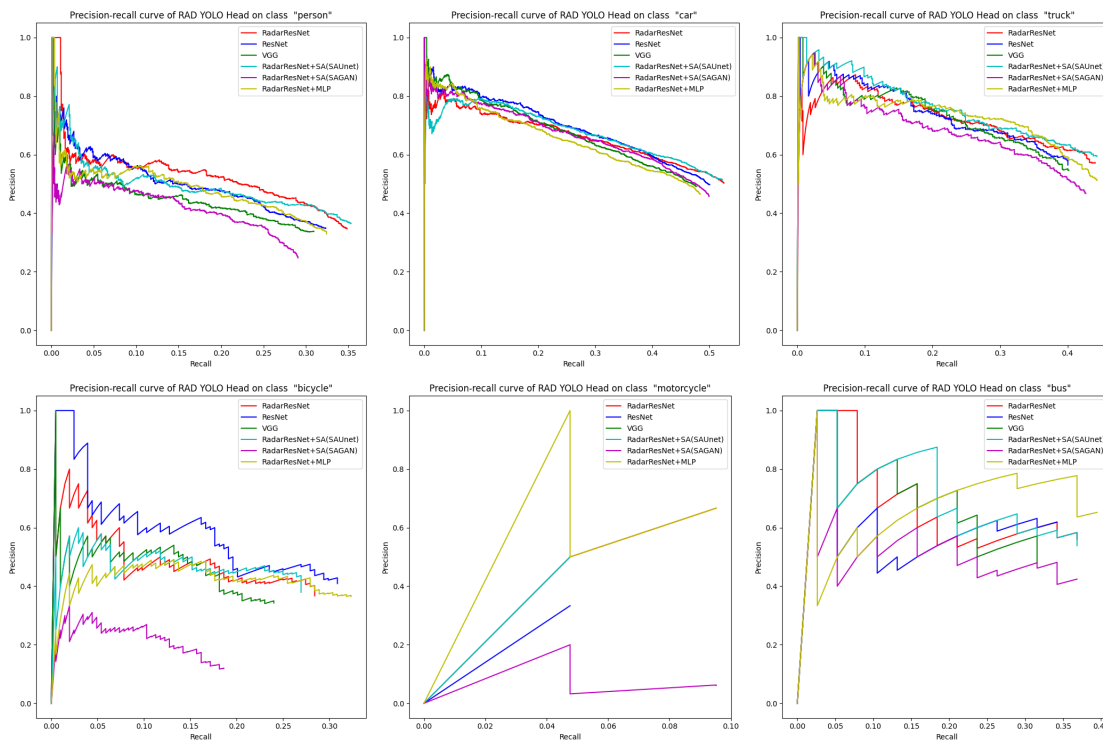 Precision-recall curve of RAD YOLO Head on class "person"
1.0
0.8
0.6
0.4
0.2
0.0
Precision
RadarResNet
ResNet
VGG
RadarResNet+SA(SAUnet)
RadarResNet+SA(SAGAN)
RadarResNet+MLP
0.00 0.05 0.10 0.15 0.20 0.25 0.30 0.35
Recall
Precision-recall curve of RAD YOLO Head on class "car"
1.0
0.8
0.6
0.4
0.2
0.0
Precision
RadarResNet
ResNet
VGG
RadarResNet+SA(SAUnet)
RadarResNet+SA(SAGAN)
RadarResNet+MLP
0.0 0.1 0.2 0.3 0.4 0.5
Recall
Precision-recall curve of RAD YOLO Head on class "truck"
1.0
0.8
0.6
0.4
0.2
0.0
Precision
RadarResNet
ResNet
VGG
RadarResNet+SA(SAUnet)
RadarResNet+SA(SAGAN)
RadarResNet+MLP
0.0 0.1 0.2 0.3 0.4
Recall
Precision-recall curve of RAD YOLO Head on class "bicycle"
1.0
0.8
0.6
0.4
0.2
0.0
Precision
RadarResNet
ResNet
VGG
RadarResNet+SA(SAUnet)
RadarResNet+SA(SAGAN)
RadarResNet+MLP
0.00 0.05 0.10 0.15 0.20 0.25 0.30
Recall
Precision-recall curve of RAD YOLO Head on class "motorcycle"
1.0
0.8
0.6
0.4
0.2
0.0
Precision
RadarResNet
ResNet
VGG
RadarResNet+SA(SAUnet)
RadarResNet+SA(SAGAN)
RadarResNet+MLP
0.00 0.02 0.04 0.06 0.08 0.10
Recall
Precision-recall curve of RAD YOLO Head on class "bus"
1.0
0.8
0.6
0.4
0.2
0.0
Precision
RadarResNet
ResNet
VGG
RadarResNet+SA(SAUnet)
RadarResNet+SA(SAGAN)
RadarResNet+MLP
0.00 0.05 0.10 0.15 0.20 0.25 0.30 0.35
Recall